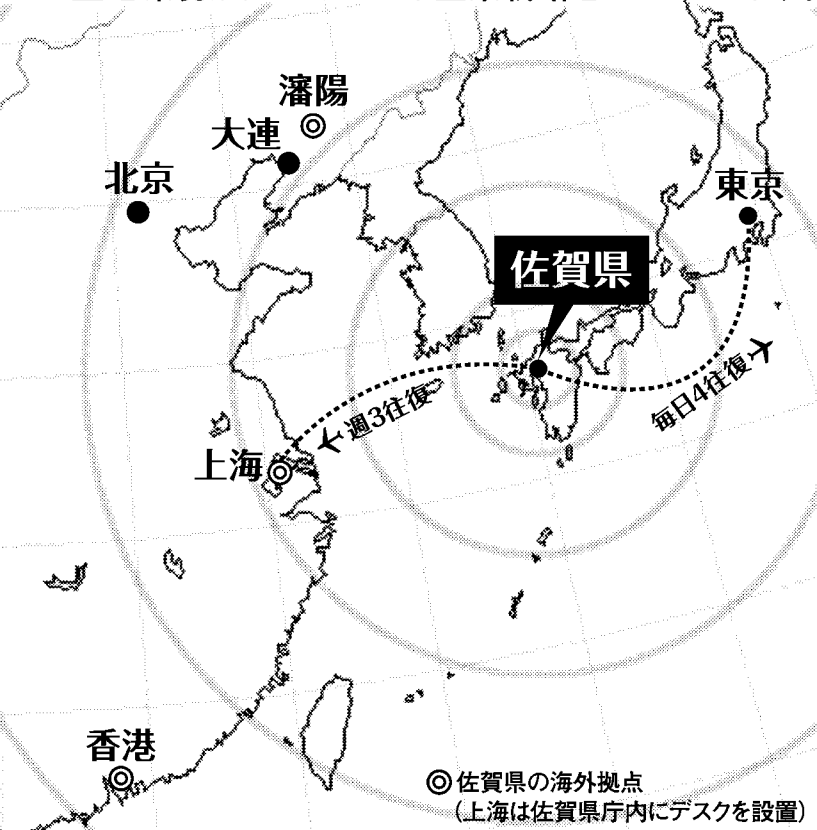 瀋陽
大連
北京
東京
佐賀県
毎日4往復
週3往復
上海
香港
◎佐賀県の海外拠点
（上海は佐賀県庁内にデスクを設置）